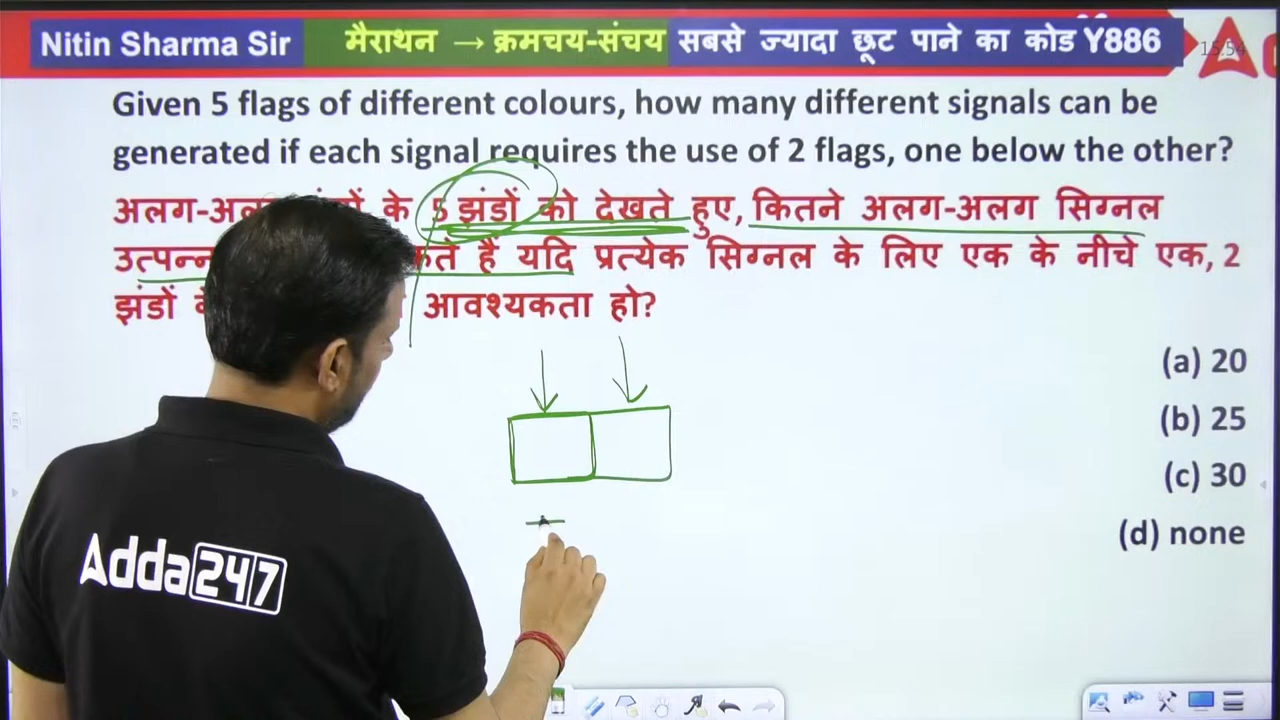 Nitin Sharma Sir मैराथन → क्रमचय-संचय सबसे ज्यादा छूट पाने का कोड Y886
15:54
Given 5 flags of different colours, how many different signals can be
generated if each signal requires the use of 2 flags, one below the other?
के 5 झंडों को देखते हुए, कितने अलग-अलग सिग्नल
उत्पन्न है यदि प्रत्येक सिग्नल के लिए एक के नीचे एक, 2
झंडों आवश्यकता हो?
(a) 20
(b) 25
(c) 30
(d) none
Adda247